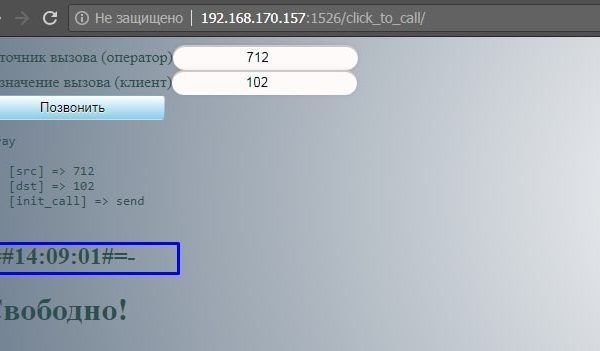 Не защищено 192.168.170.157:1526/click_to_call/
точник вызова (оператор) 712
значение вызова (клиент) 102
Позвонить
ray
[src] => 712
[dst] => 102
[init_call] => send
#14:09:01#=-
Свободно!